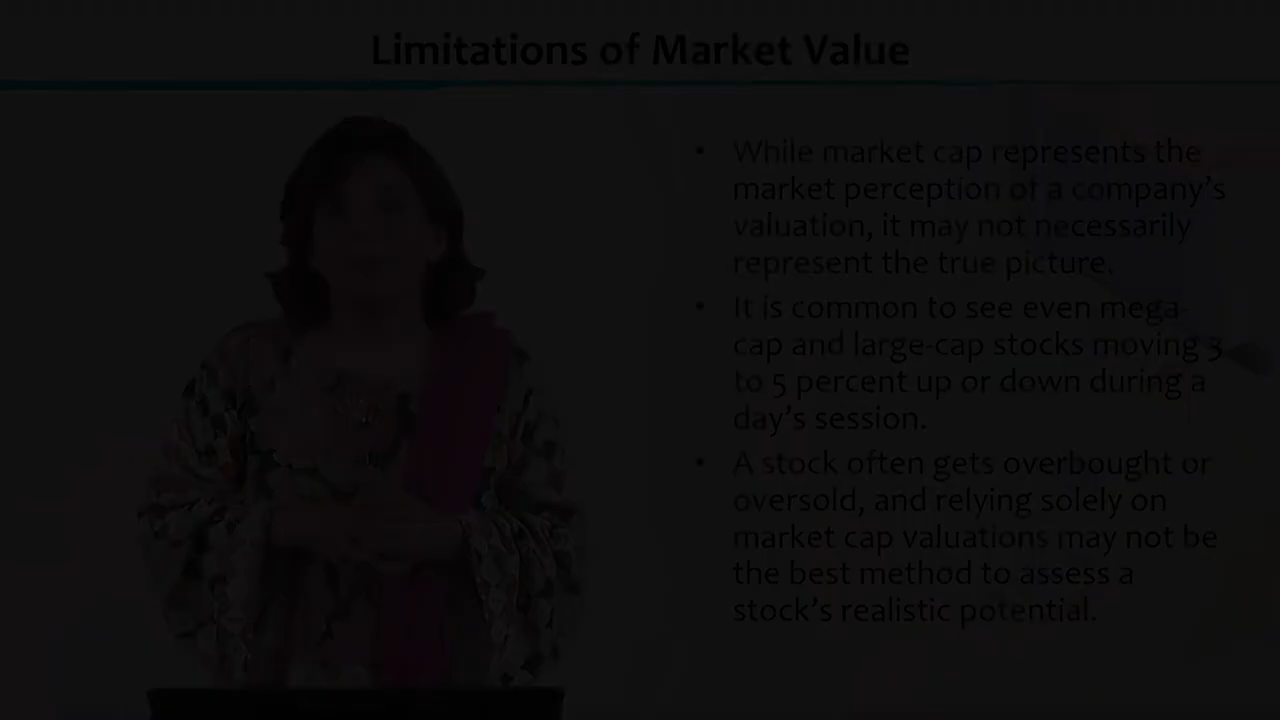 Limitations of Market Value
• While market cap represents the
market perception of a company’s
valuation, it may not necessarily
represent the true picture.
• It is common to see even mega-
cap and large-cap stocks moving 3
to 5 percent up or down during a
day’s session.
• A stock often gets overbought or
oversold, and relying solely on
market cap valuations may not be
the best method to assess a
stock’s realistic potential.